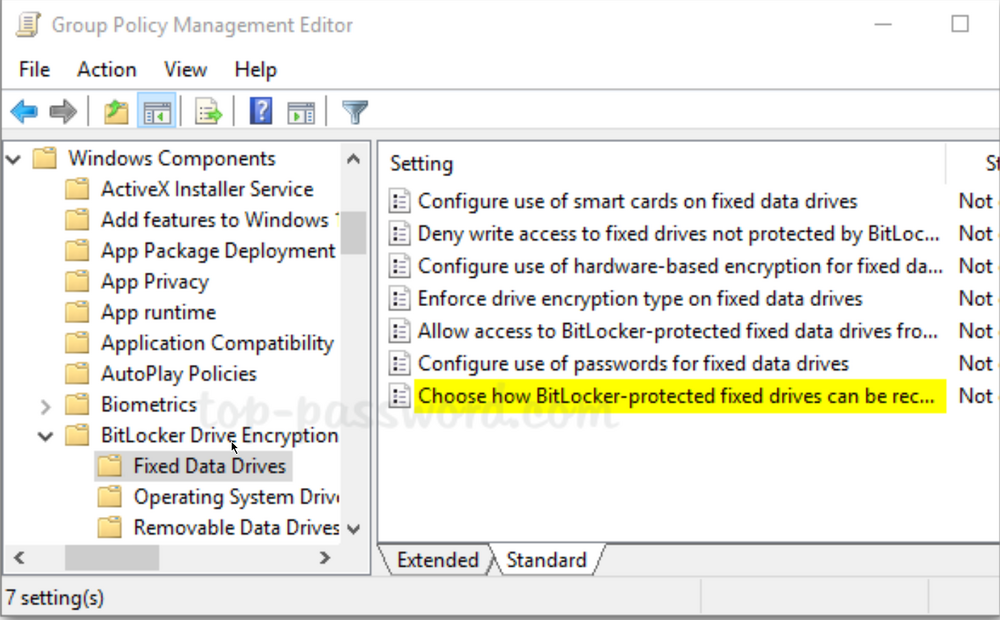 Group Policy Management Editor
File Action View Help
Windows Components
ActiveX Installer Service
Add features to Windows 1
App Package Deployment
App Privacy
App runtime
Application Compatibility
AutoPlay Policies
Biometrics
BitLocker Drive Encryption
Fixed Data Drives
Operating System Drive
Removable Data Drives
Setting St
Configure use of smart cards on fixed data drives Not
Deny write access to fixed drives not protected by BitLoc... Not
Configure use of hardware-based encryption for fixed da... Not
Enforce drive encryption type on fixed data drives Not
Allow access to BitLocker-protected fixed data drives fro... Not
Configure use of passwords for fixed data drives Not
Choose how BitLocker-protected fixed drives can be rec... Not
top-password.com
Extended Standard
7 setting(s)